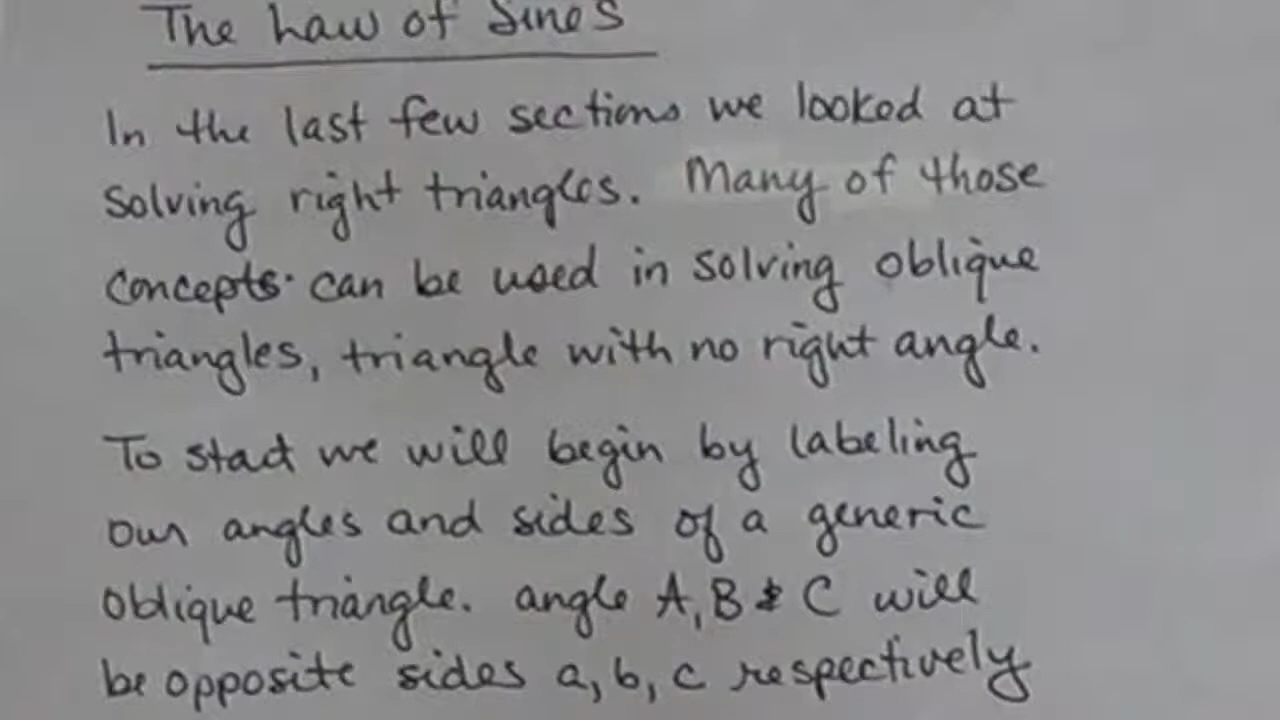 The Law of Sines
In the last few sections we looked at
solving right triangles. Many of those
concepts can be used in solving oblique
triangles, triangle with no right angle.
To start we will begin by labeling
our angles and sides of a generic
oblique triangle. angle A, B & C will
be opposite sides a, b, c respectively